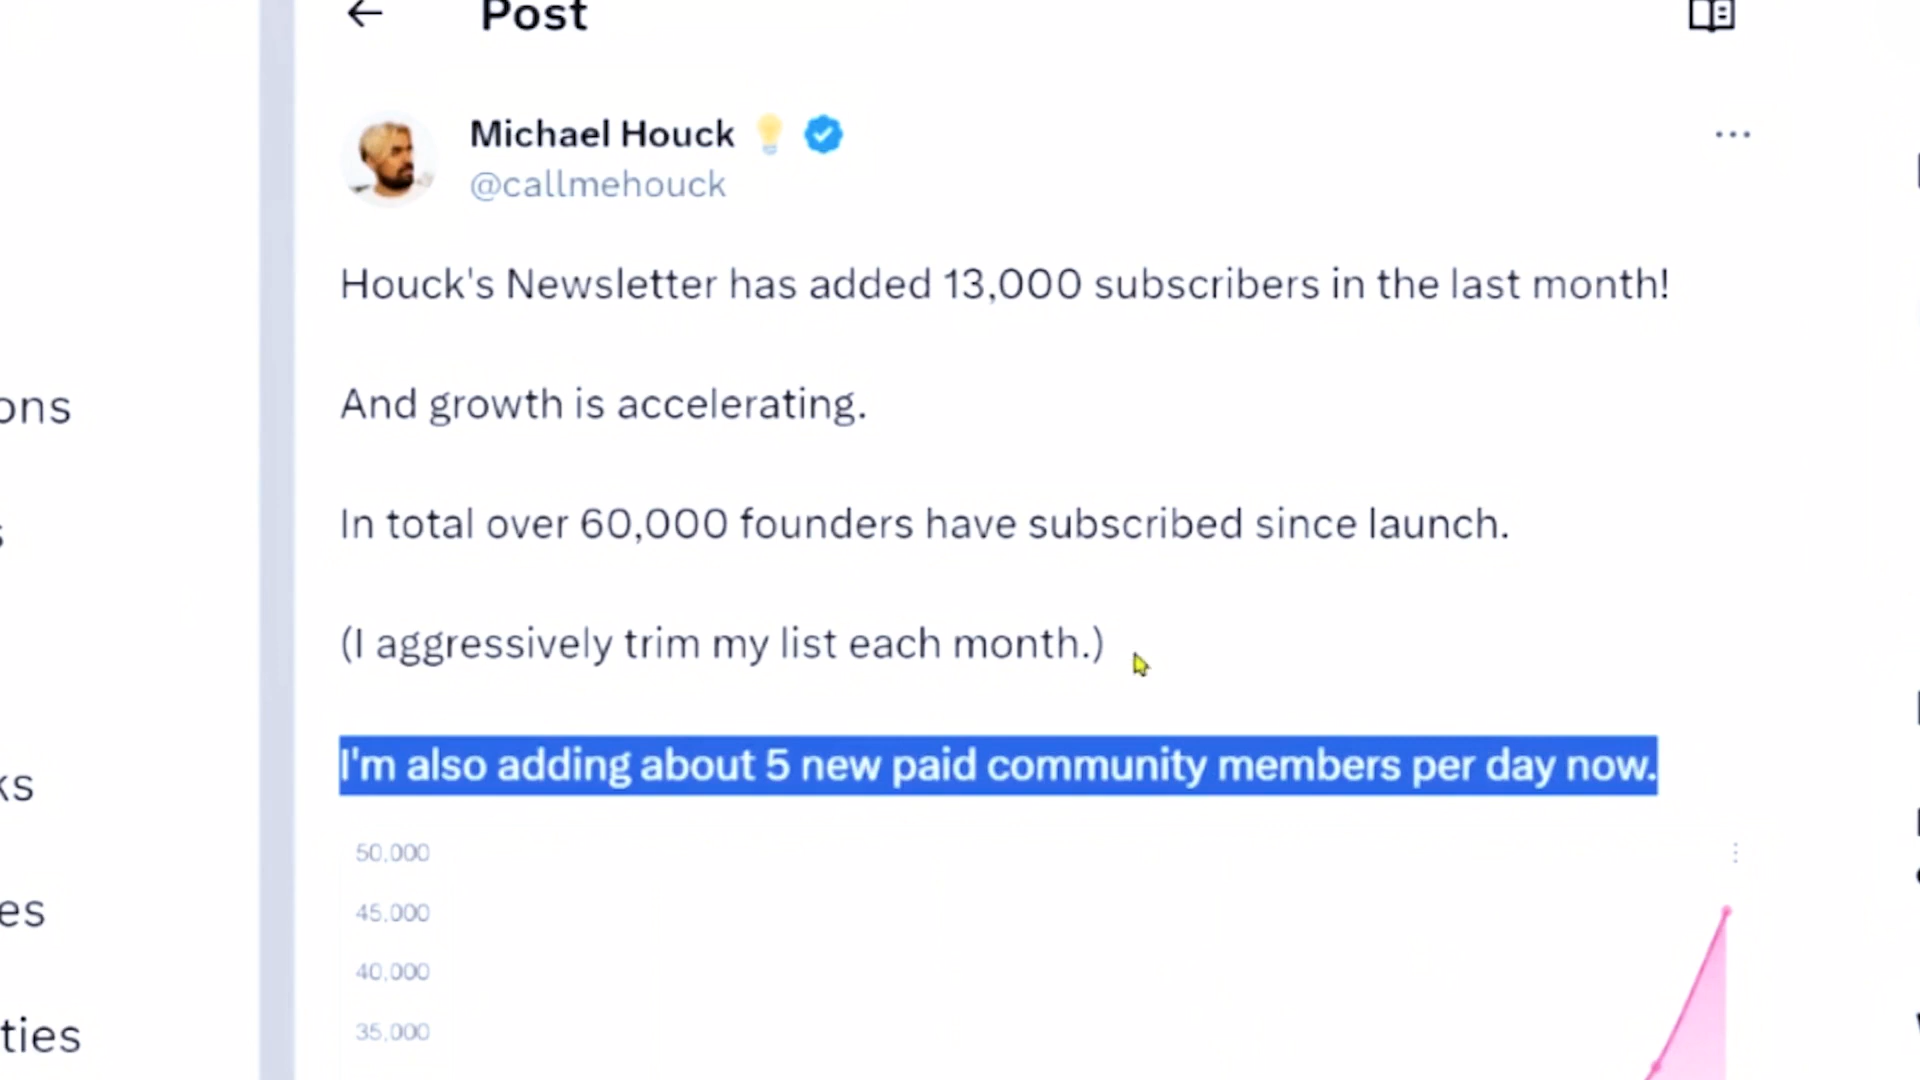 Post
Michael Houck 💡
@callmehouck
Houck's Newsletter has added 13,000 subscribers in the last month!
And growth is accelerating.
In total over 60,000 founders have subscribed since launch.
(I aggressively trim my list each month.)
I'm also adding about 5 new paid community members per day now.
50,000
45,000
40,000
35,000
ons
s
ks
es
ties